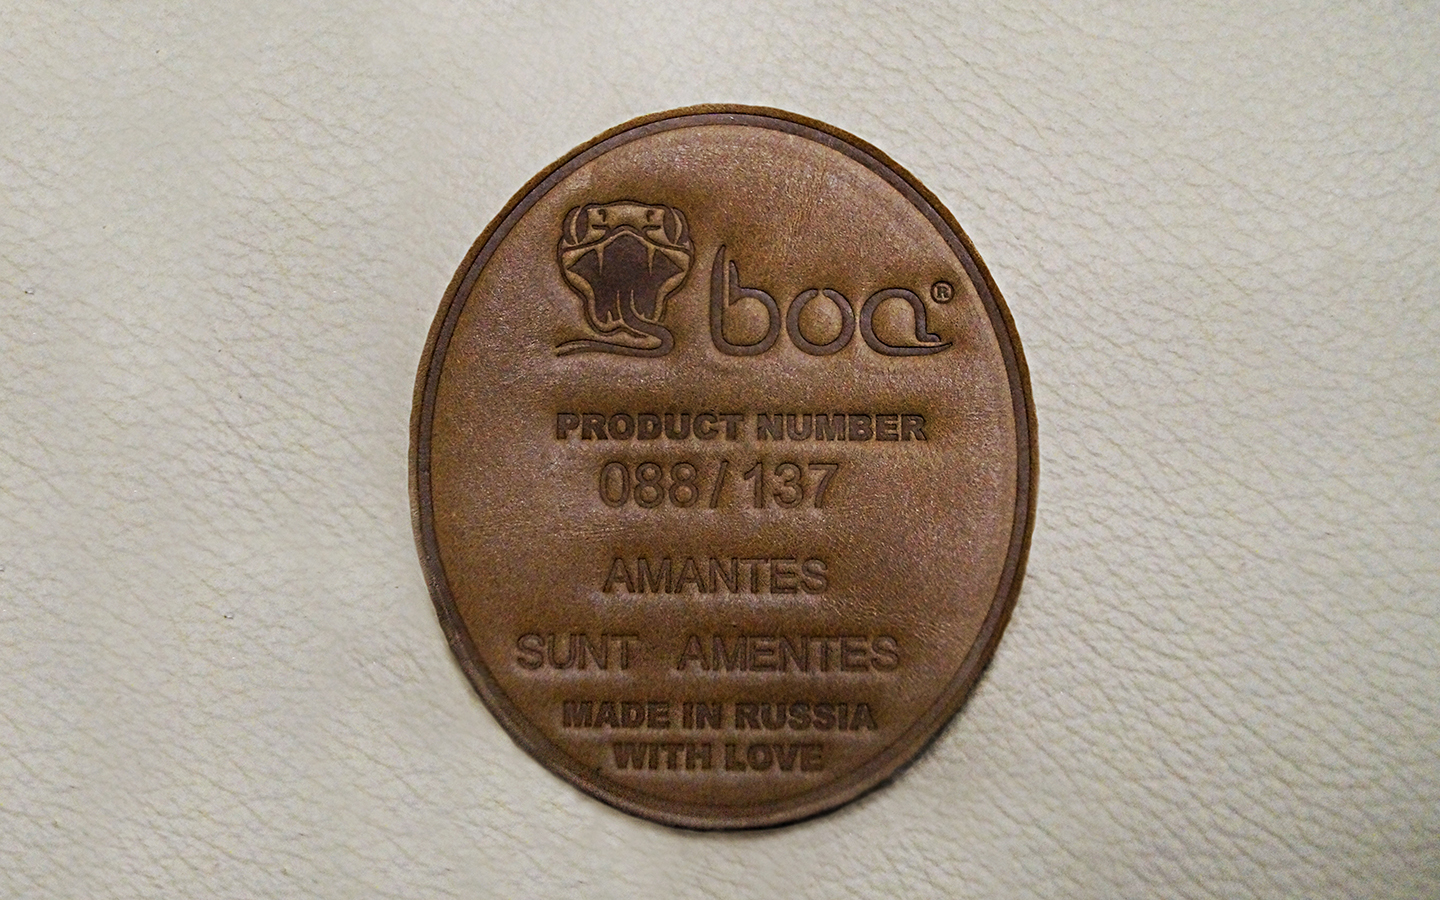 boa®
PRODUCT NUMBER
088/137
AMANTES
SUNT AMENTES
MADE IN RUSSIA
WITH LOVE